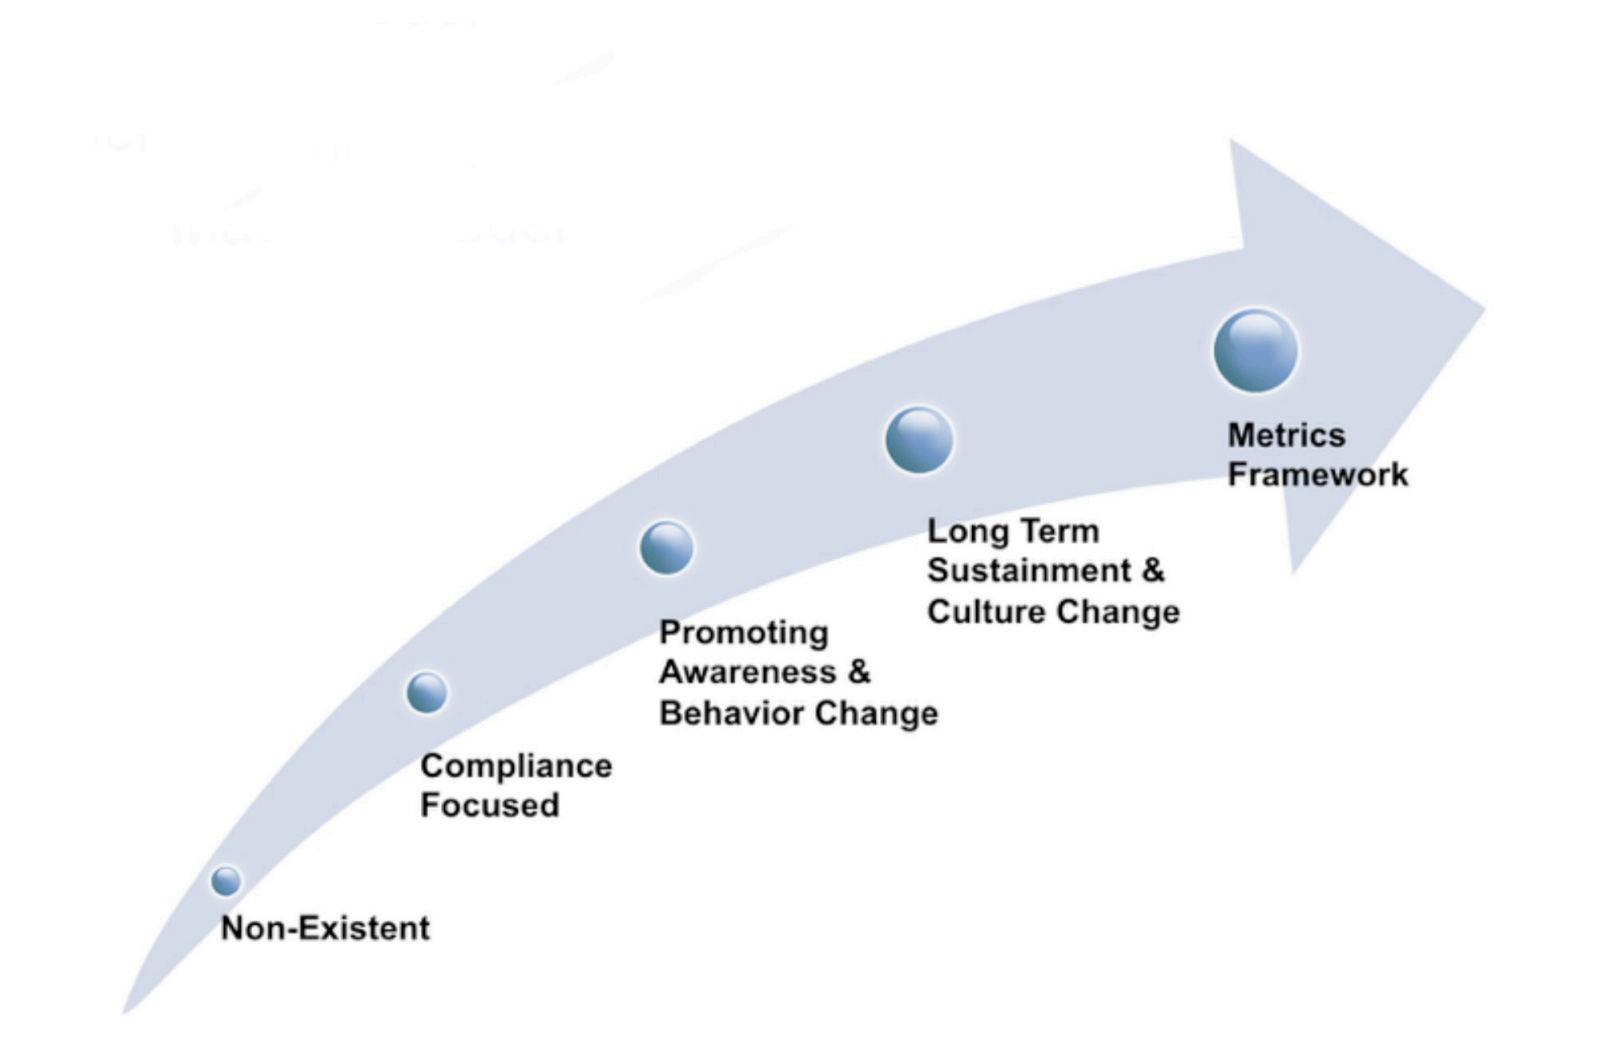 Metrics
Framework
Long Term
Sustainment &
Culture Change
Promoting
Awareness &
Behavior Change
Compliance
Focused
Non-Existent